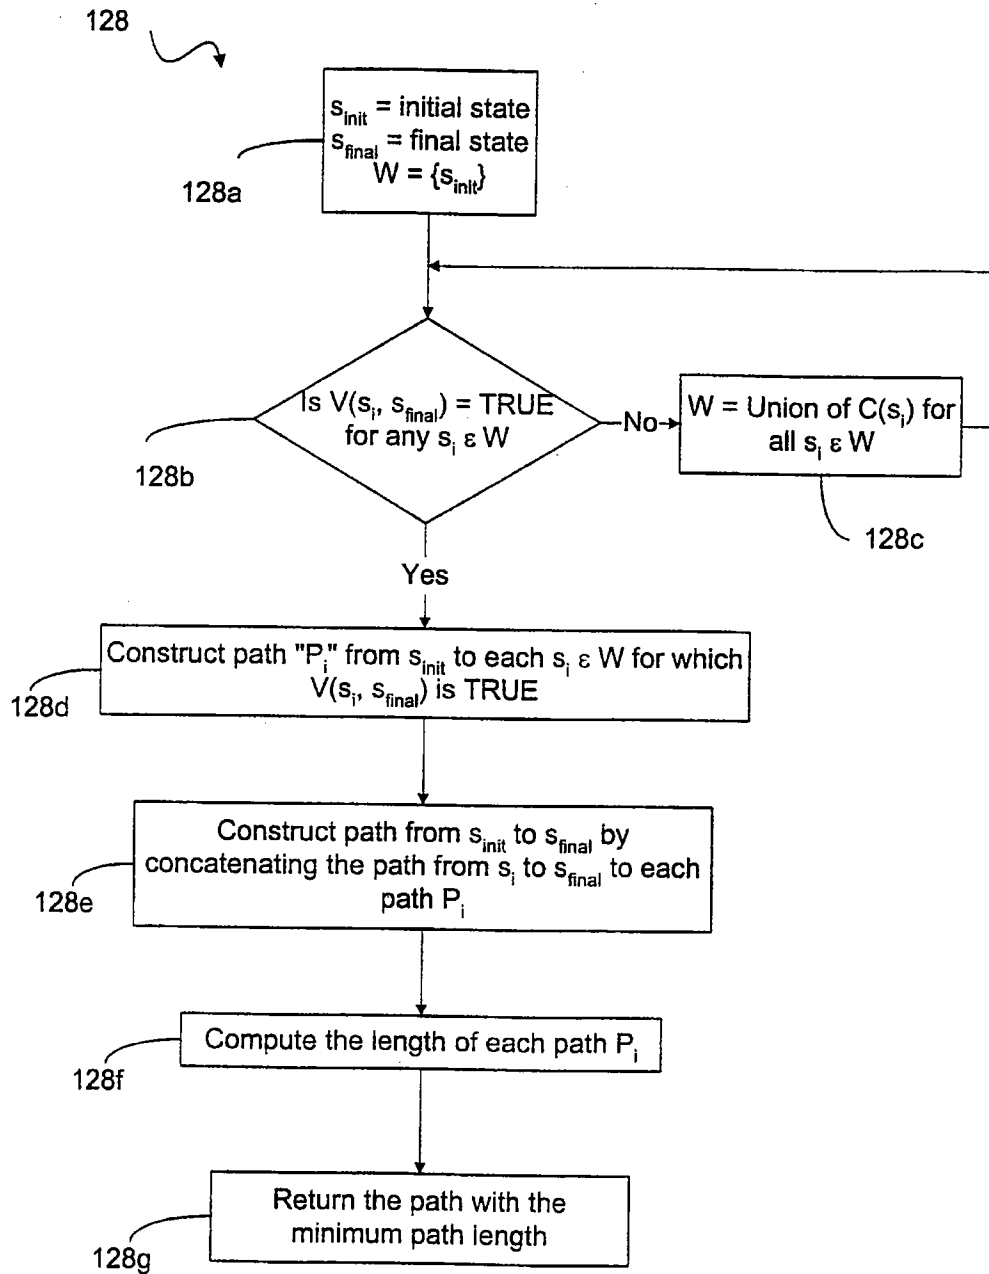 128
s_init = initial state
s_final = final state
W = {s_init}
128a
Is V(s_i, s_final) = TRUE
for any s_i ε W
No
W = Union of C(s_i) for
all s_i ε W
128b
128c
Yes
Construct path "P_i" from s_init to each s_i ε W for which
V(s_i, s_final) is TRUE
128d
Construct path from s_init to s_final by
concatenating the path from s_i to s_final to each
path P_i
128e
Compute the length of each path P_i
128f
Return the path with the
minimum path length
128g